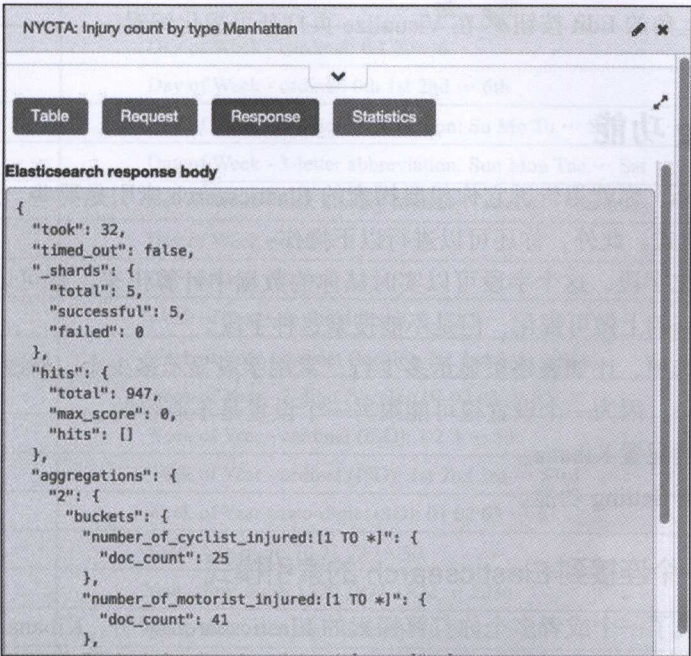 NYCTA: Injury count by type Manhattan
Table
Request
Response
Statistics
Elasticsearch response body
{
"took": 32,
"timed_out": false,
"_shards": {
"total": 5,
"successful": 5,
"failed": 0
},
"hits": {
"total": 947,
"max_score": 0,
"hits": []
},
"aggregations": {
"2": {
"buckets": {
"number_of_cyclist_injured:[1 TO *]": {
"doc_count": 25
},
"number_of_motorist_injured:[1 TO *]": {
"doc_count": 41
},